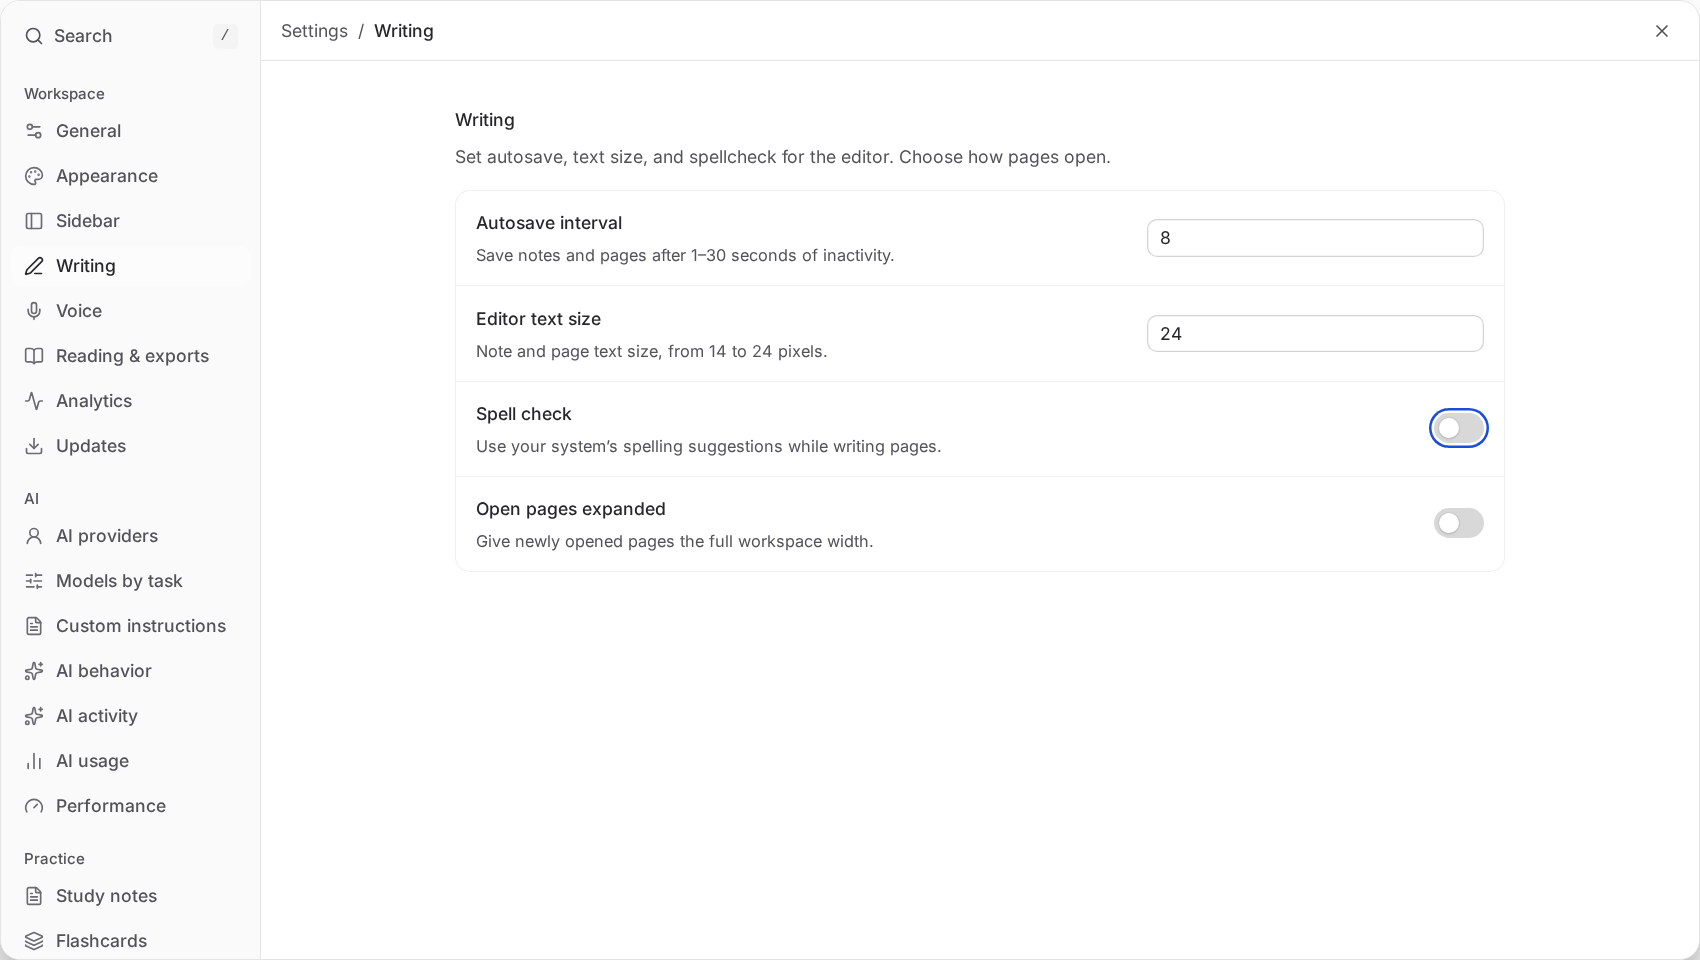 Search /
Workspace
General
Appearance
Sidebar
Writing
Voice
Reading & exports
Analytics
Updates
AI
AI providers
Models by task
Custom instructions
AI behavior
AI activity
AI usage
Performance
Practice
Study notes
Flashcards
Settings / Writing
Writing
Set autosave, text size, and spellcheck for the editor. Choose how pages open.
Autosave interval
Save notes and pages after 1–30 seconds of inactivity.
8
Editor text size
Note and page text size, from 14 to 24 pixels.
24
Spell check
Use your system’s spelling suggestions while writing pages.
Open pages expanded
Give newly opened pages the full workspace width.